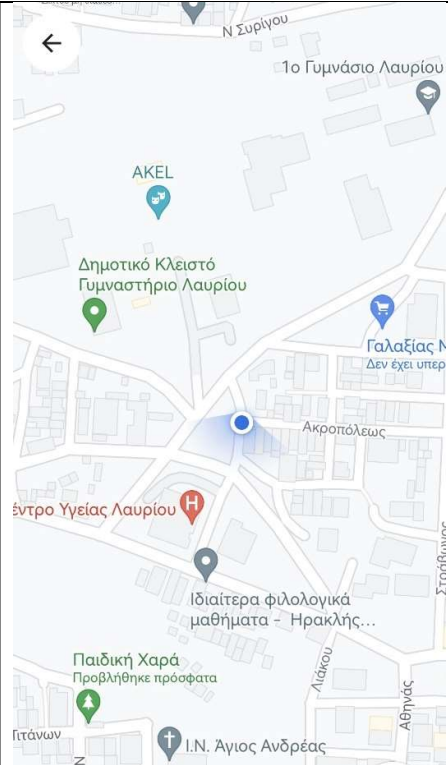 Ν Συρίγου
1ο Γυμνάσιο Λαυρίου
AKEL
Δημοτικό Κλειστό
Γυμναστήριο Λαυρίου
Γαλαξίας Ν
Δεν έχει υπερ
Ακροπόλεως
έντρο Υγείας Λαυρίου
H
Στράβωνος
Ιδιαίτερα φιλολογικά
μαθήματα - Ηρακλής...
Λιάκου
Παιδική Χαρά
Προβλήθηκε πρόσφατα
Αθηνάς
Τιτάνων
Ν
Ι.Ν. Άγιος Ανδρέας